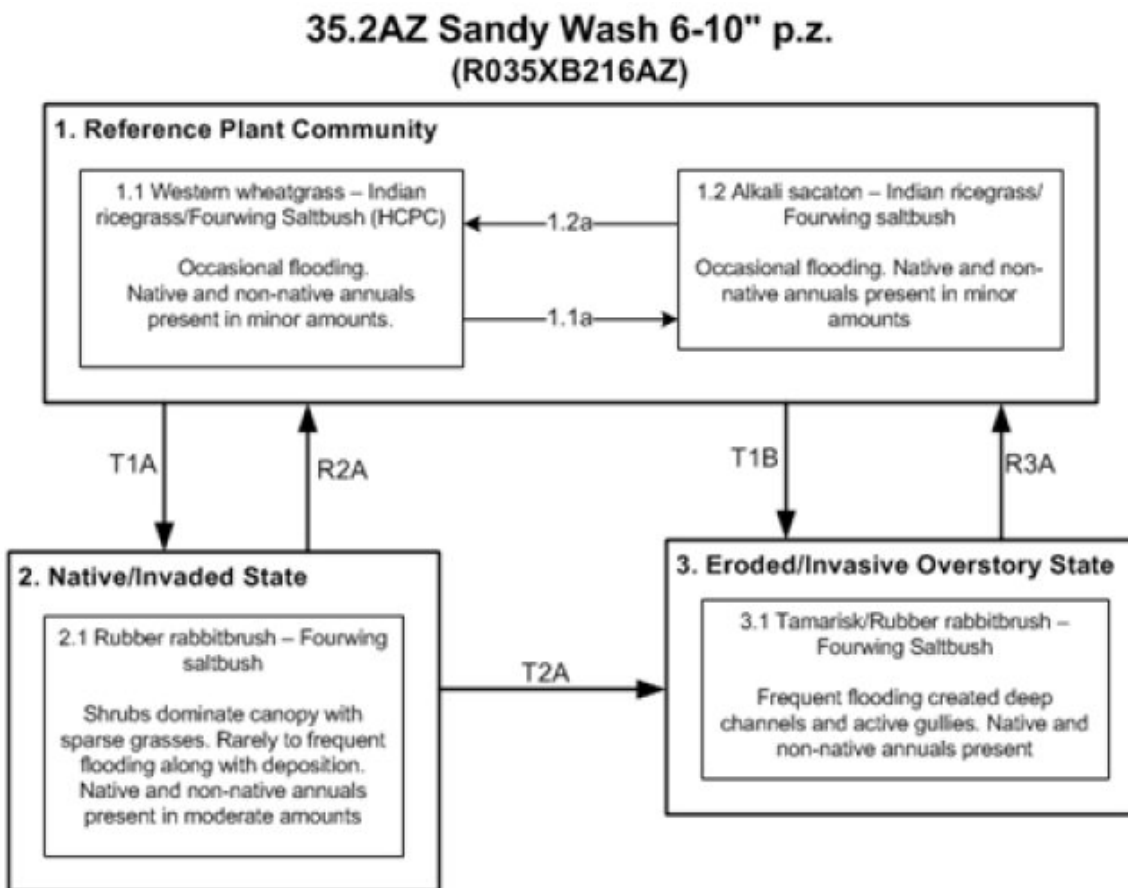 35.2AZ Sandy Wash 6-10" p.z.
(R035XB216AZ)
1. Reference Plant Community
1.1 Western wheatgrass – Indian
ricegrass/Fourwing Saltbush (HCPC)
Occasional flooding.
Native and non-native annuals
present in minor amounts.
1.2a
1.1a
1.2 Alkali sacaton – Indian ricegrass/
Fourwing saltbush
Occasional flooding. Native and non-
native annuals present in minor
amounts
T1A
R2A
T1B
R3A
2. Native/Invaded State
2.1 Rubber rabbitbrush – Fourwing
saltbush
Shrubs dominate canopy with
sparse grasses. Rarely to frequent
flooding along with deposition.
Native and non-native annuals
present in moderate amounts
T2A
3. Eroded/Invasive Overstory State
3.1 Tamarisk/Rubber rabbitbrush –
Fourwing Saltbush
Frequent flooding created deep
channels and active gullies. Native and
non-native annuals present